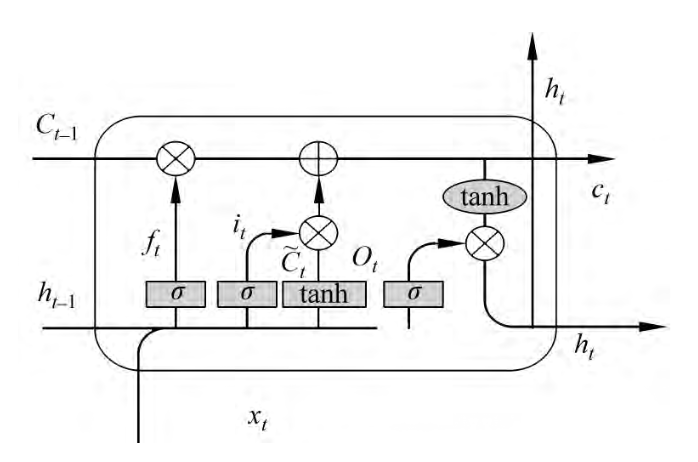 h_t
C_{t-1}
c_t
tanh
f_t
i_t
C̃_t
O_t
h_{t-1}
σ
σ
tanh
σ
h_t
x_t